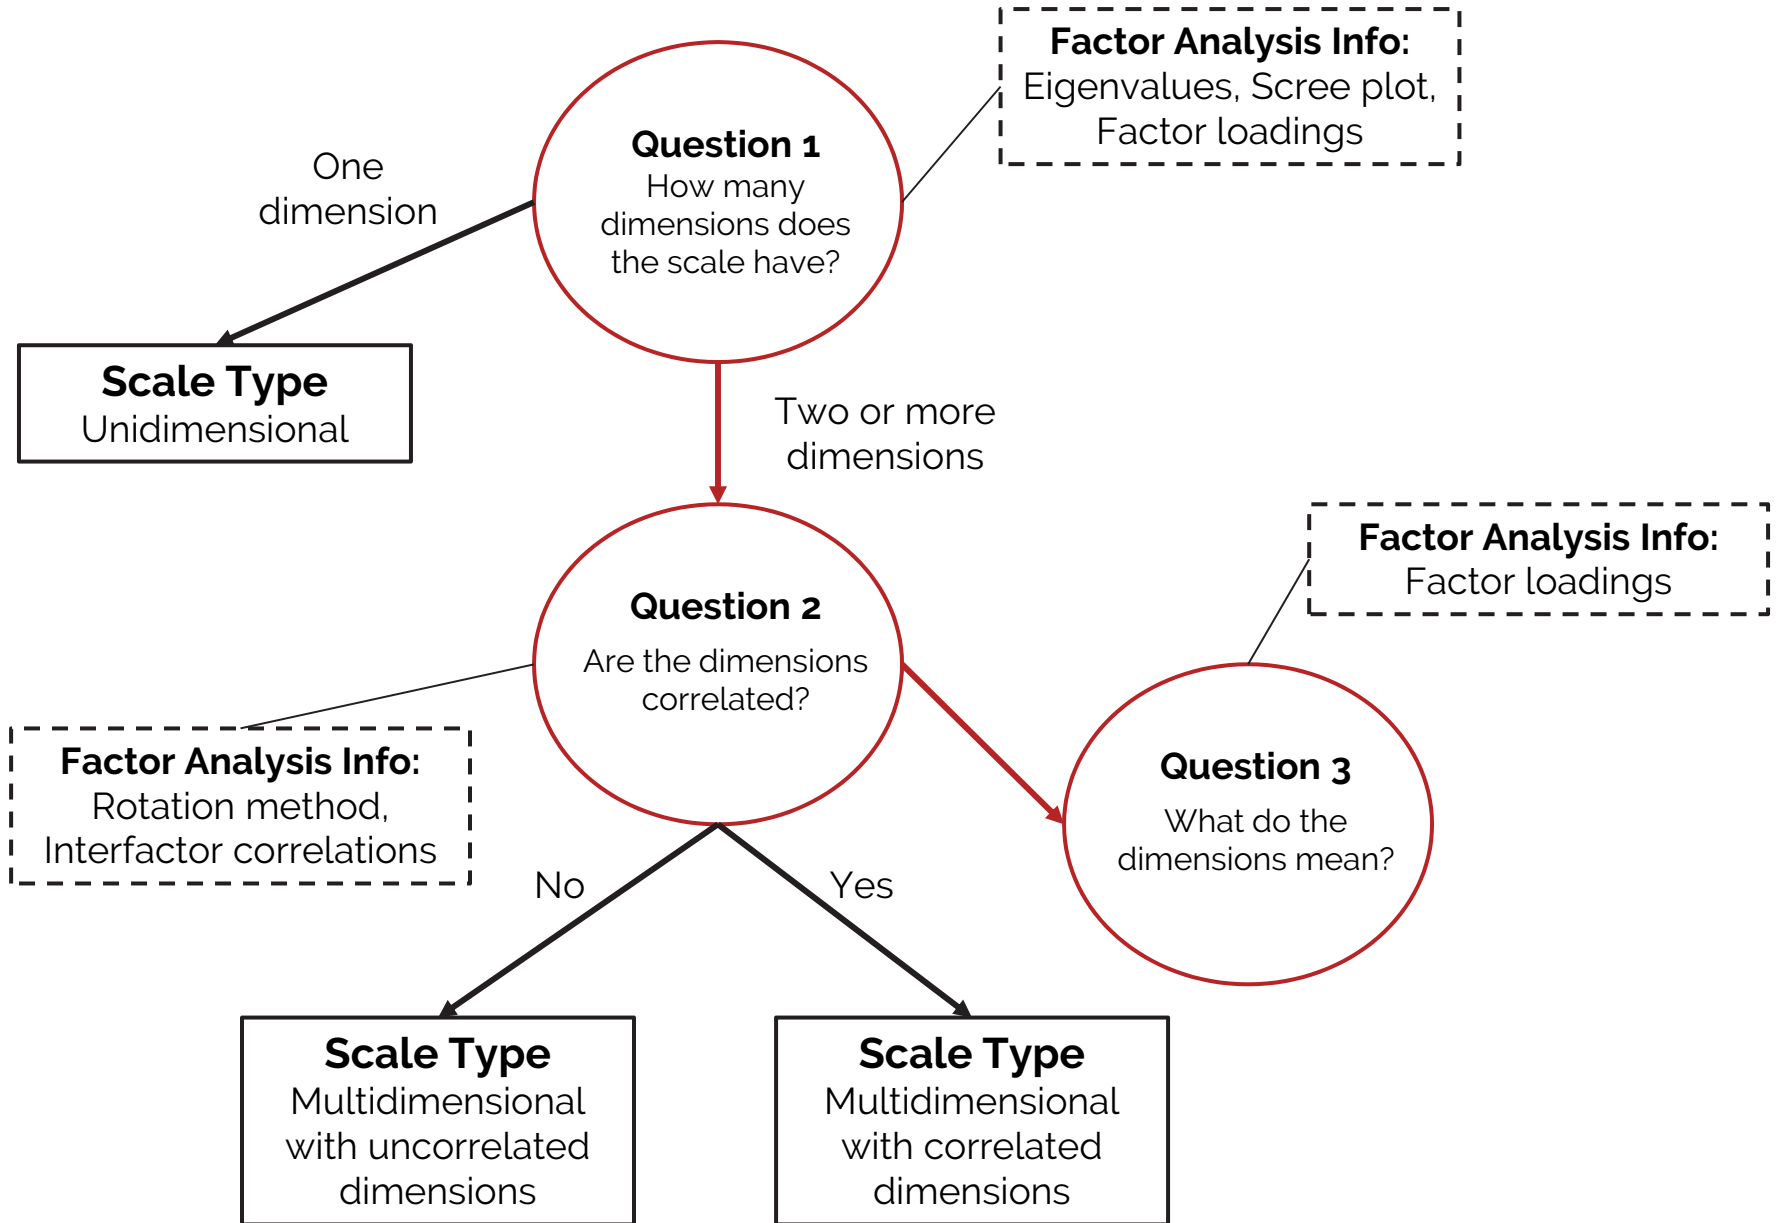 Factor Analysis Info:
Eigenvalues, Scree plot,
Factor loadings
Question 1
How many
dimensions does
the scale have?
One
dimension
Scale Type
Unidimensional
Two or more
dimensions
Factor Analysis Info:
Factor loadings
Question 2
Are the dimensions
correlated?
Factor Analysis Info:
Rotation method,
Interfactor correlations
Question 3
What do the
dimensions mean?
No
Yes
Scale Type
Multidimensional
with uncorrelated
dimensions
Scale Type
Multidimensional
with correlated
dimensions